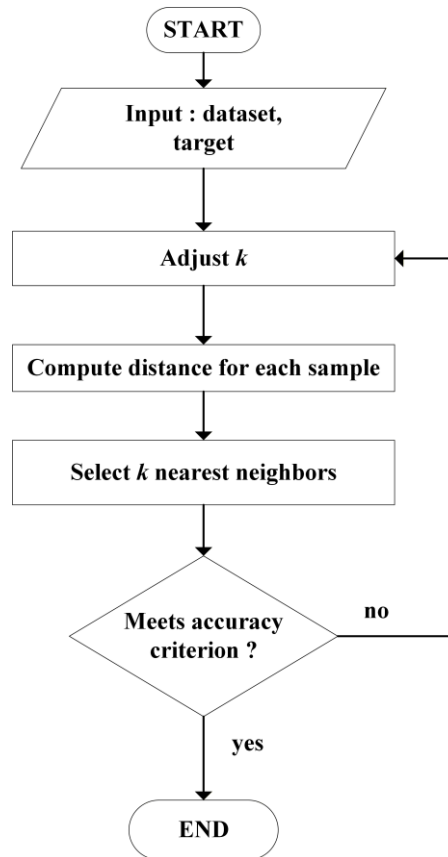 START
Input : dataset,
target
Adjust k
Compute distance for each sample
Select k nearest neighbors
Meets accuracy
criterion ?
no
yes
END